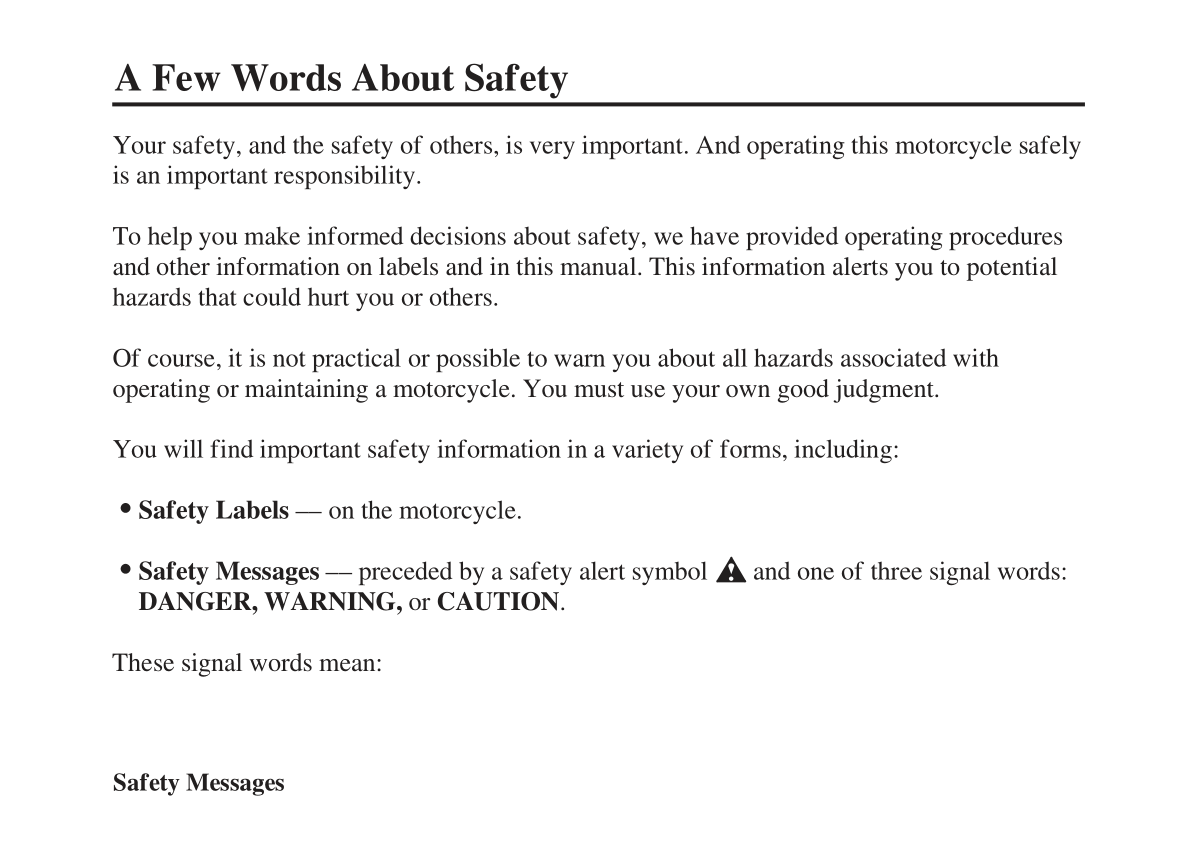 A Few Words About Safety
Your safety, and the safety of others, is very important. And operating this motorcycle safely
is an important responsibility.
To help you make informed decisions about safety, we have provided operating procedures
and other information on labels and in this manual. This information alerts you to potential
hazards that could hurt you or others.
Of course, it is not practical or possible to warn you about all hazards associated with
operating or maintaining a motorcycle. You must use your own good judgment.
You will find important safety information in a variety of forms, including:
• Safety Labels — on the motorcycle.
• Safety Messages — preceded by a safety alert symbol ⚠ and one of three signal words:
DANGER, WARNING, or CAUTION.
These signal words mean:
Safety Messages